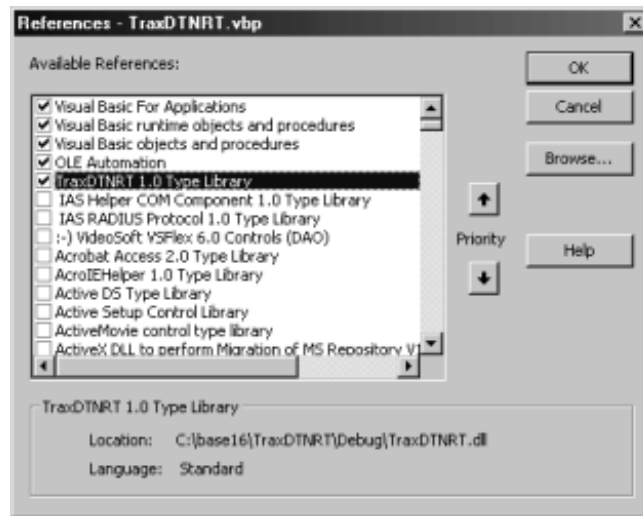 References - TraxDTNRT.vbp
Available References:
Visual Basic For Applications
Visual Basic runtime objects and procedures
Visual Basic objects and procedures
OLE Automation
TraxDTNRT 1.0 Type Library
IAS Helper COM Component 1.0 Type Library
IAS RADIUS Protocol 1.0 Type Library
:-) VideoSoft VSFlex 6.0 Controls (DAO)
Acrobat Access 2.0 Type Library
AcroIEHelper 1.0 Type Library
Active DS Type Library
Active Setup Control Library
ActiveMovie control type library
ActiveX DLL to perform Migration of MS Repository V1
Priority
OK
Cancel
Browse...
Help
TraxDTNRT 1.0 Type Library
Location: C:\base16\TraxDTNRT\Debug\TraxDTNRT.dll
Language: Standard